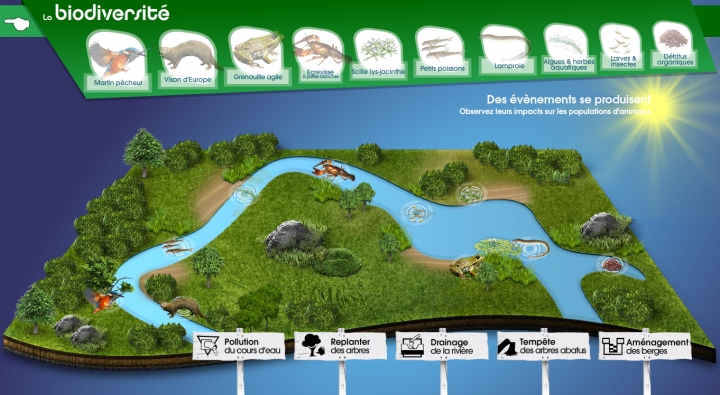 La biodiversité
Martin pêcheur
Vison d'Europe
Grenouille agile
Ecrevisse
à pattes blanches
Scille lys-jacinthe
Petits poissons
Lamproie
Algues & herbes
aquatiques
Larves &
insectes
Détritus
organiques
Des évènements se produisent
Observez leurs impacts sur les populations d'animaux
Pollution
du cours d'eau
Replanter
des arbres
Drainage
de la rivière
Tempête
des arbres abatus
Aménagement
des berges